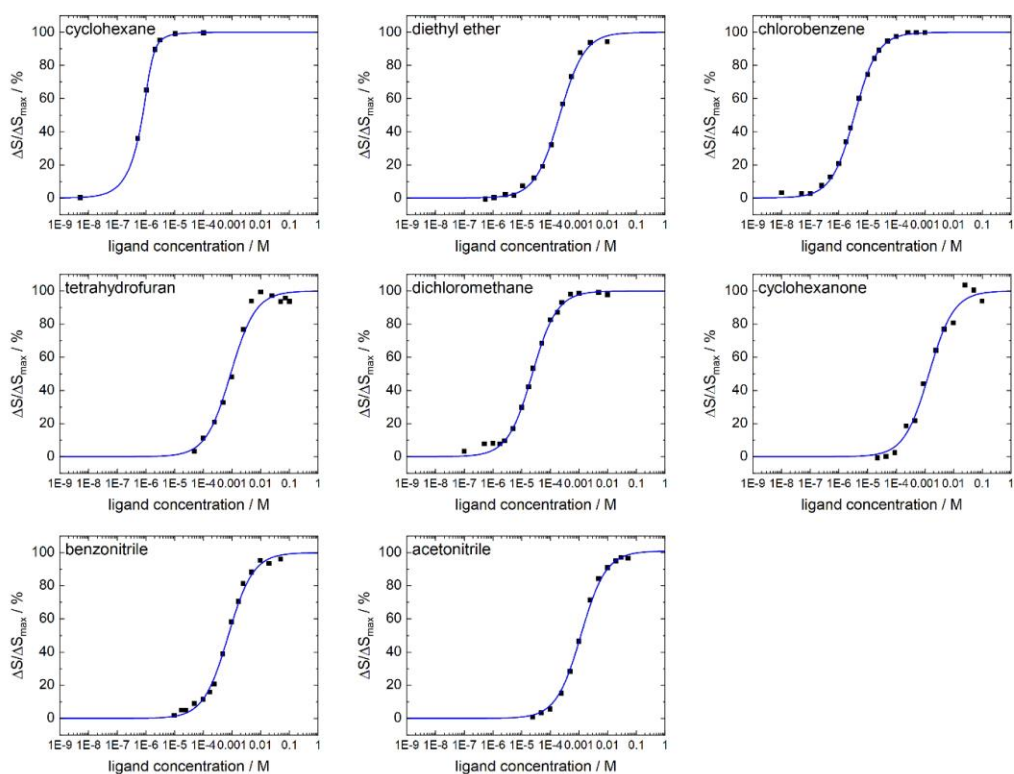 cyclohexane
100
80
60
40
20
0
ΔS/ΔS_max / %
1E-9 1E-8 1E-7 1E-6 1E-5 1E-4 0.001 0.01 0.1 1
ligand concentration / M
diethyl ether
100
80
60
40
20
0
ΔS/ΔS_max / %
1E-9 1E-8 1E-7 1E-6 1E-5 1E-4 0.001 0.01 0.1 1
ligand concentration / M
chlorobenzene
100
80
60
40
20
0
ΔS/ΔS_max / %
1E-9 1E-8 1E-7 1E-6 1E-5 1E-4 0.001 0.01 0.1 1
ligand concentration / M
tetrahydrofuran
100
80
60
40
20
0
ΔS/ΔS_max / %
1E-9 1E-8 1E-7 1E-6 1E-5 1E-4 0.001 0.01 0.1 1
ligand concentration / M
dichloromethane
100
80
60
40
20
0
ΔS/ΔS_max / %
1E-9 1E-8 1E-7 1E-6 1E-5 1E-4 0.001 0.01 0.1 1
ligand concentration / M
cyclohexanone
100
80
60
40
20
0
ΔS/ΔS_max / %
1E-9 1E-8 1E-7 1E-6 1E-5 1E-4 0.001 0.01 0.1 1
ligand concentration / M
benzonitrile
100
80
60
40
20
0
ΔS/ΔS_max / %
1E-9 1E-8 1E-7 1E-6 1E-5 1E-4 0.001 0.01 0.1 1
ligand concentration / M
acetonitrile
100
80
60
40
20
0
ΔS/ΔS_max / %
1E-9 1E-8 1E-7 1E-6 1E-5 1E-4 0.001 0.01 0.1 1
ligand concentration / M